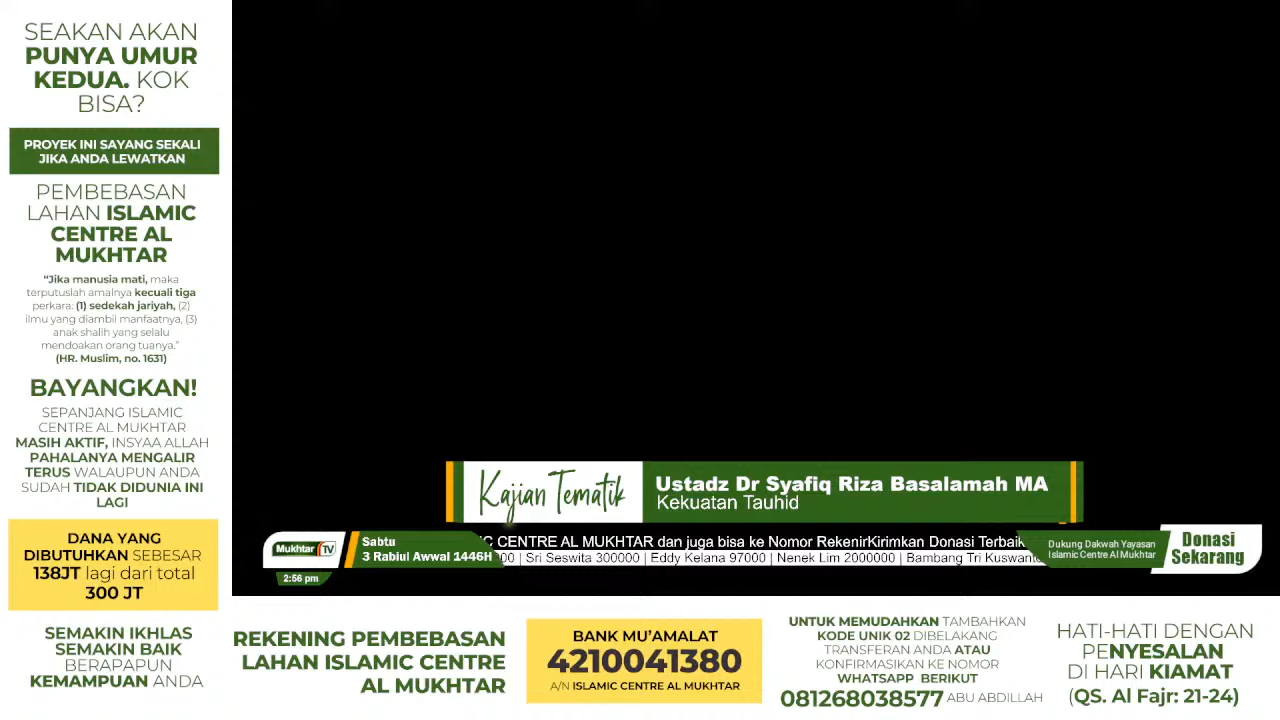 SEAKAN AKAN
PUNYA UMUR
KEDUA. KOK
BISA?
PROYEK INI SAYANG SEKALI
JIKA ANDA LEWATKAN
PEMBEBASAN
LAHAN ISLAMIC
CENTRE AL
MUKHTAR
“Jika manusia mati, maka
terputuslah amalnya kecuali tiga
perkara: (1) sedekah jariyah, (2)
ilmu yang diambil manfaatnya, (3)
anak shalih yang selalu
mendoakan orang tuanya.”
(HR. Muslim, no. 1631)
BAYANGKAN!
SEPANJANG ISLAMIC
CENTRE AL MUKHTAR
MASIH AKTIF, INSYAA ALLAH
PAHALANYA MENGALIR
TERUS WALAUPUN ANDA
SUDAH TIDAK DIDUNIA INI
LAGI
DANA YANG
DIBUTUHKAN SEBESAR
138JT lagi dari total
300 JT
SEMAKIN IKHLAS
SEMAKIN BAIK
BERAPAPUN
KEMAMPUAN ANDA
Kajian Tematik
Ustadz Dr Syafiq Riza Basalamah MA
Kekuatan Tauhid
Mukhtar TV
Sabtu
3 Rabiul Awwal 1446H
2:56 pm
IC CENTRE AL MUKHTAR dan juga bisa ke Nomor RekenirKirimkan Donasi Terbaik
000 | Sri Seswita 300000 | Eddy Kelana 97000 | Nenek Lim 2000000 | Bambang Tri Kuswanto
Dukung Dakwah Yayasan
Islamic Centre Al Mukhtar
Donasi
Sekarang
REKENING PEMBEBASAN
LAHAN ISLAMIC CENTRE
AL MUKHTAR
BANK MU’AMALAT
4210041380
A/N ISLAMIC CENTRE AL MUKHTAR
UNTUK MEMUDAHKAN TAMBAHKAN
KODE UNIK 02 DIBELAKANG
TRANSFERAN ANDA ATAU
KONFIRMASIKAN KE NOMOR
WHATSAPP BERIKUT
081268038577 ABU ABDILLAH
HATI-HATI DENGAN
PENYESALAN
DI HARI KIAMAT
(QS. Al Fajr: 21-24)